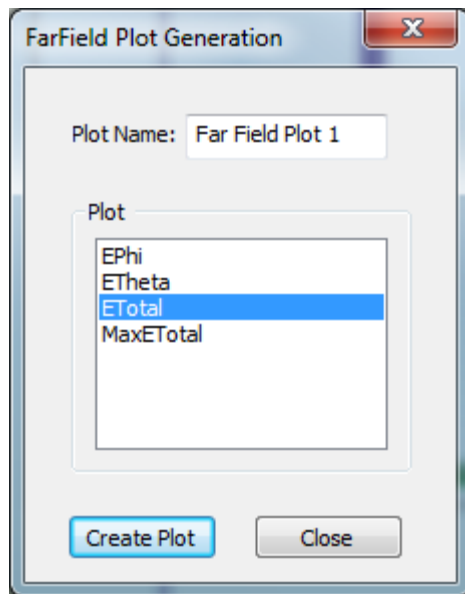 FarField Plot Generation
Plot Name: Far Field Plot 1
Plot
EPhi
ETheta
ETotal
MaxETotal
Create Plot Close